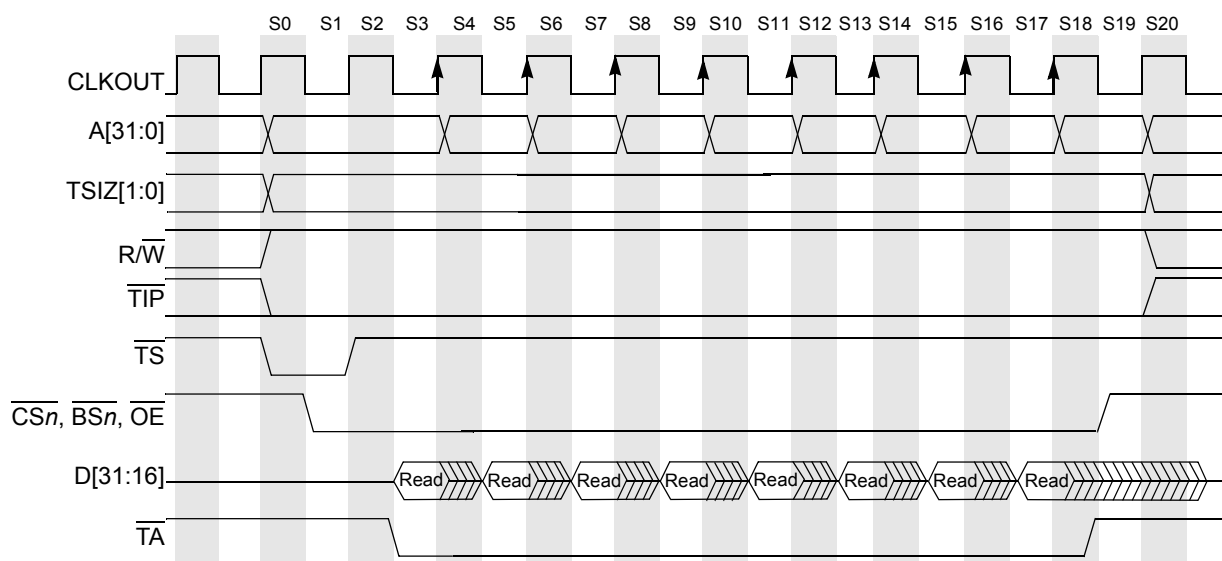 S0 S1 S2 S3 S4 S5 S6 S7 S8 S9 S10 S11 S12 S13 S14 S15 S16 S17 S18 S19 S20
CLKOUT
A[31:0]
TSIZ[1:0]
R/W
TIP
TS
CSn, BSn, OE
D[31:16] Read Read Read Read Read Read Read Read
TA